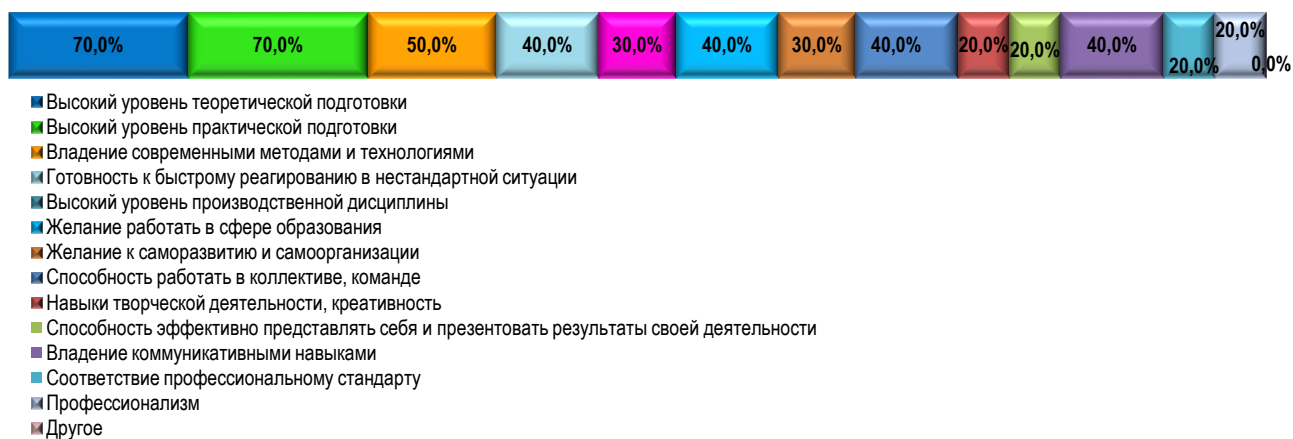 70,0% 70,0% 50,0% 40,0% 30,0% 40,0% 30,0% 40,0% 20,0% 20,0% 40,0% 20,0% 20,0% 0,0%
Высокий уровень теоретической подготовки
Высокий уровень практической подготовки
Владение современными методами и технологиями
Готовность к быстрому реагированию в нестандартной ситуации
Высокий уровень производственной дисциплины
Желание работать в сфере образования
Желание к саморазвитию и самоорганизации
Способность работать в коллективе, команде
Навыки творческой деятельности, креативность
Способность эффективно представлять себя и презентовать результаты своей деятельности
Владение коммуникативными навыками
Соответствие профессиональному стандарту
Профессионализм
Другое